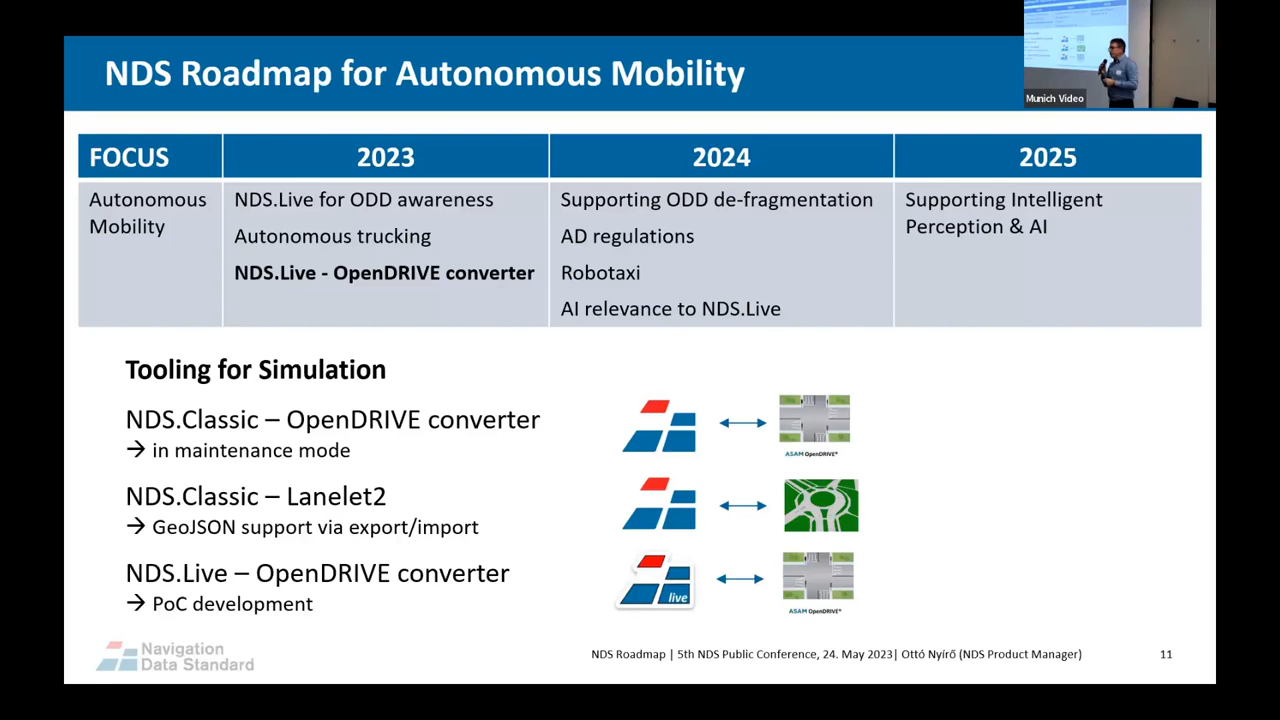 NDS Roadmap for Autonomous Mobility
Munich Video
FOCUS 2023 2024 2025
Autonomous Mobility
NDS.Live for ODD awareness
Autonomous trucking
NDS.Live - OpenDRIVE converter
Supporting ODD de-fragmentation
AD regulations
Robotaxi
AI relevance to NDS.Live
Supporting Intelligent
Perception & AI
Tooling for Simulation
NDS.Classic – OpenDRIVE converter
→ in maintenance mode
ASAM OpenDRIVE®
NDS.Classic – Lanelet2
→ GeoJSON support via export/import
NDS.Live – OpenDRIVE converter
→ PoC development
live
ASAM OpenDRIVE®
Navigation
Data Standard
NDS Roadmap | 5th NDS Public Conference, 24. May 2023| Ottó Nyírő (NDS Product Manager)
11